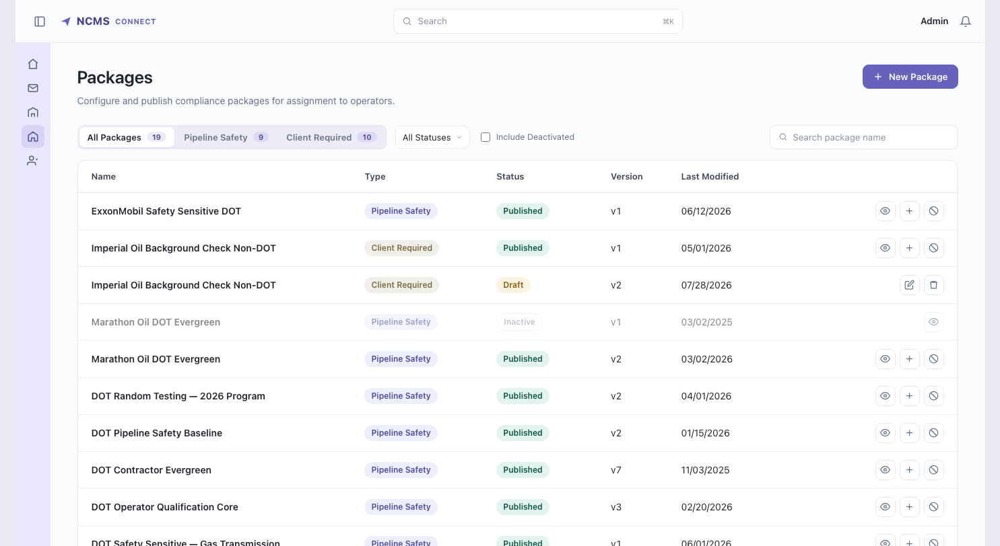 NCMS CONNECT
Search
⌘K
Admin
Packages
New Package
Configure and publish compliance packages for assignment to operators.
All Packages 19
Pipeline Safety 9
Client Required 10
All Statuses
Include Deactivated
Search package name
Name Type Status Version Last Modified
ExxonMobil Safety Sensitive DOT Pipeline Safety Published v1 06/12/2026
Imperial Oil Background Check Non-DOT Client Required Published v1 05/01/2026
Imperial Oil Background Check Non-DOT Client Required Draft v2 07/28/2026
Marathon Oil DOT Evergreen Pipeline Safety Inactive v1 03/02/2025
Marathon Oil DOT Evergreen Pipeline Safety Published v2 03/02/2026
DOT Random Testing — 2026 Program Pipeline Safety Published v2 04/01/2026
DOT Pipeline Safety Baseline Pipeline Safety Published v2 01/15/2026
DOT Contractor Evergreen Pipeline Safety Published v7 11/03/2025
DOT Operator Qualification Core Pipeline Safety Published v3 02/20/2026
DOT Safety Sensitive — Gas Transmission Pipeline Safety Published v1 06/01/2026